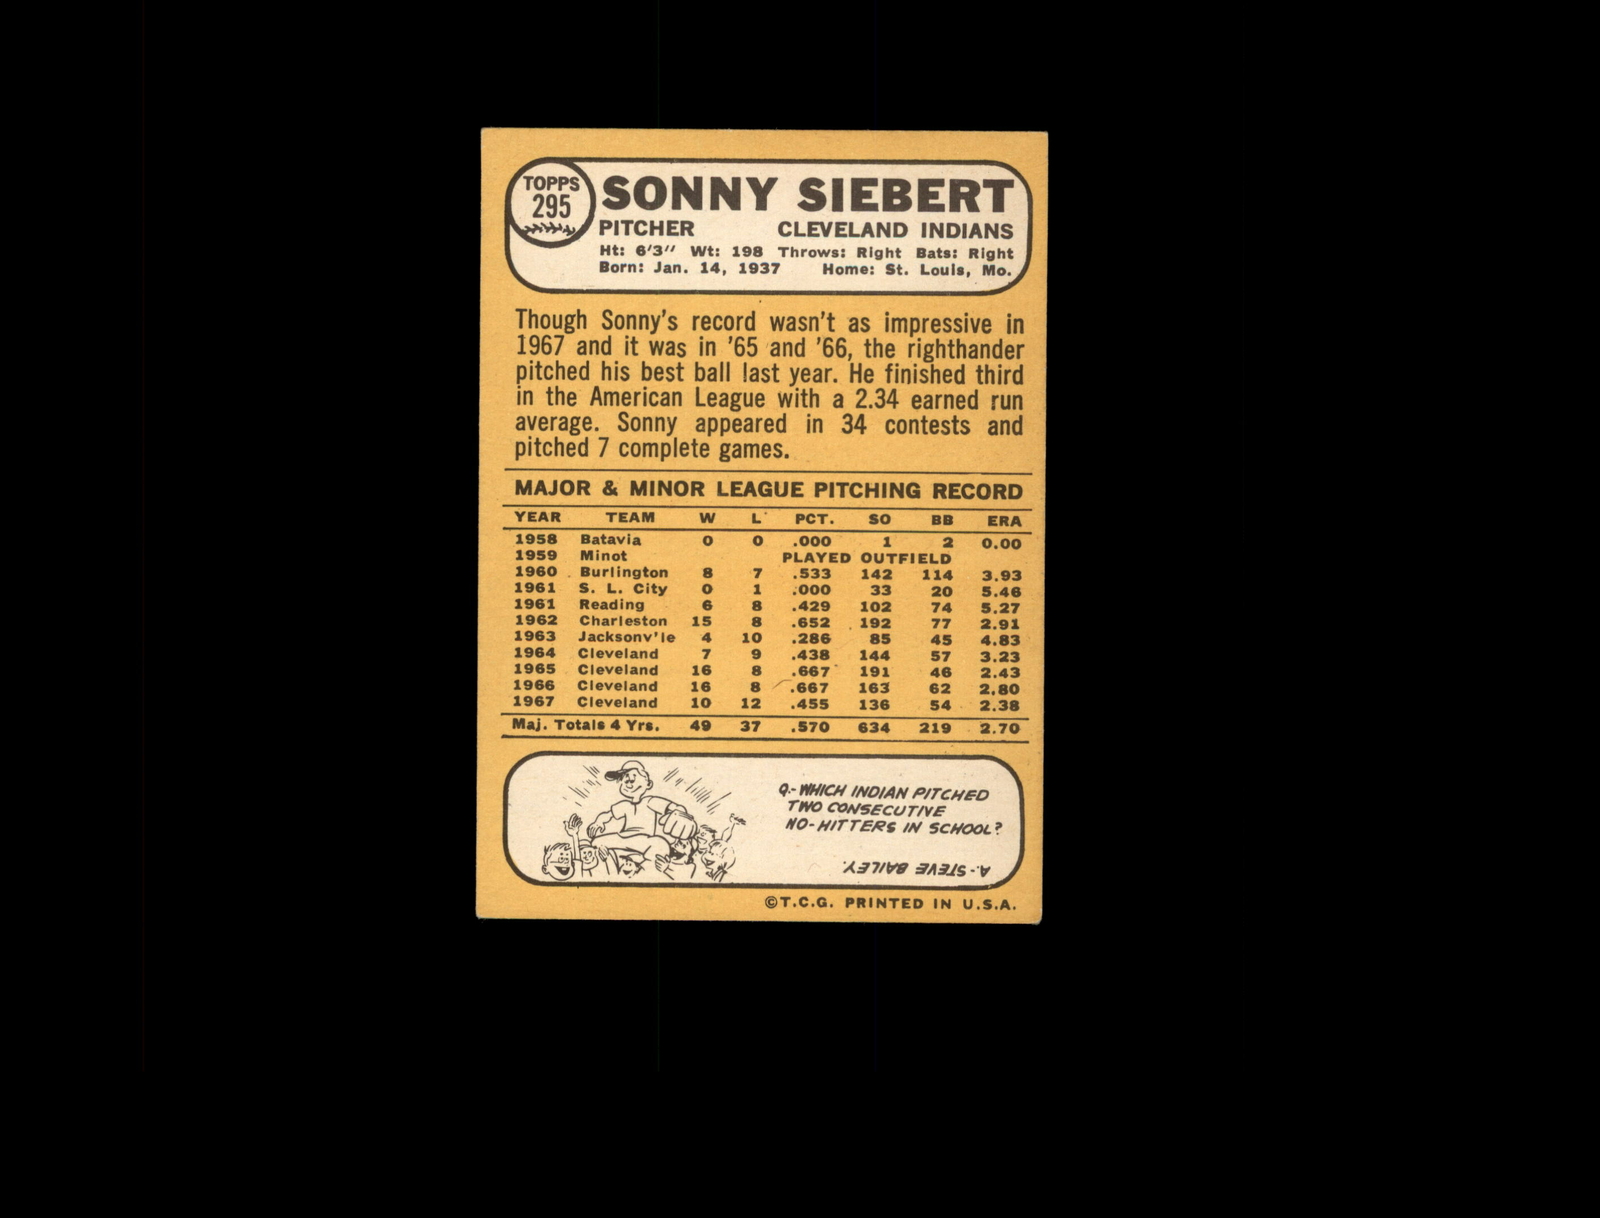 TOPPS
295
SONNY SIEBERT
PITCHER CLEVELAND INDIANS
Ht: 6'3" Wt: 198 Throws: Right Bats: Right
Born: Jan. 14, 1937 Home: St. Louis, Mo.
Though Sonny's record wasn't as impressive in
1967 and it was in '65 and '66, the righthander
pitched his best ball last year. He finished third
in the American League with a 2.34 earned run
average. Sonny appeared in 34 contests and
pitched 7 complete games.
MAJOR & MINOR LEAGUE PITCHING RECORD
YEAR TEAM W L PCT. SO BB ERA
1958 Batavia 0 0 .000 1 2 0.00
1959 Minot PLAYED OUTFIELD
1960 Burlington 8 7 .533 142 114 3.93
1961 S. L. City 0 1 .000 33 20 5.46
1961 Reading 6 8 .429 102 74 5.27
1962 Charleston 15 8 .652 192 77 2.91
1963 Jacksonv'le 4 10 .286 85 45 4.83
1964 Cleveland 7 9 .438 144 57 3.23
1965 Cleveland 16 8 .667 191 46 2.43
1966 Cleveland 16 8 .667 163 62 2.80
1967 Cleveland 10 12 .455 136 54 2.38
Maj. Totals 4 Yrs. 49 37 .570 634 219 2.70
Q.- WHICH INDIAN PITCHED
TWO CONSECUTIVE
NO-HITTERS IN SCHOOL?
A.- STEVE BAILEY.
©T.C.G. PRINTED IN U.S.A.